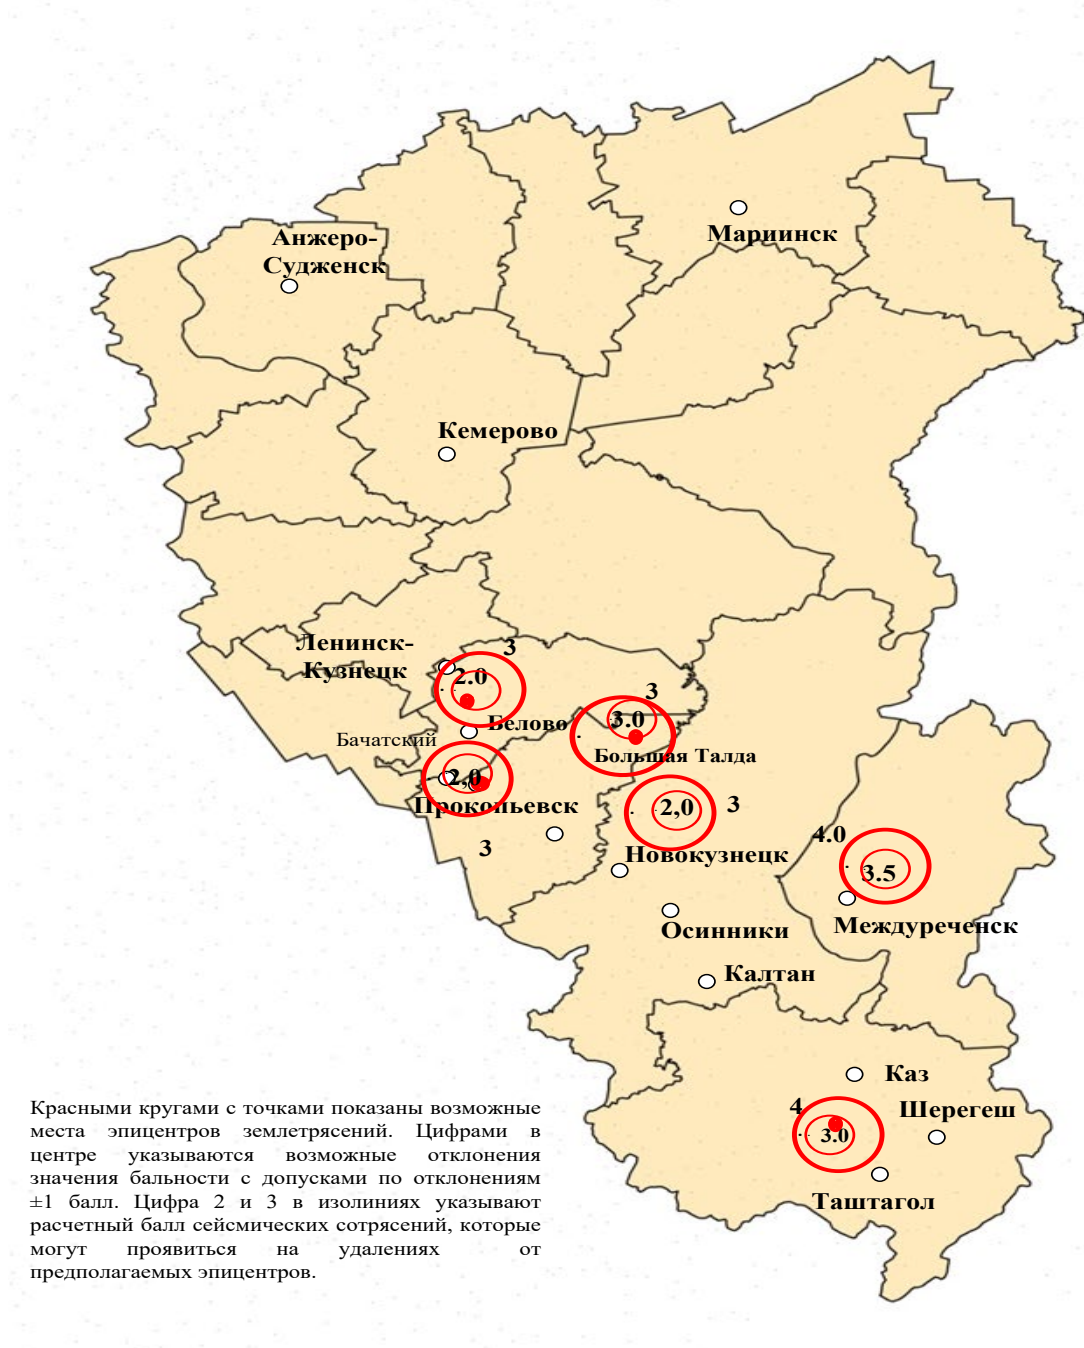 Мариинск
Анжеро-
Судженск
Кемерово
Ленинск-
Кузнецк
3
2.0
3
3.0
Белово
Бачатский
Большая Талда
2,0
Прокопьевск
3
2,0
3
Новокузнецк
4.0
3.5
Междуреченск
Осинники
Калтан
Каз
4
Шерегеш
3.0
Таштагол
Красными кругами с точками показаны возможные
места эпицентров землетрясений. Цифрами в
центре указываются возможные отклонения
значения бальности с допусками по отклонениям
±1 балл. Цифра 2 и 3 в изолиниях указывают
расчетный балл сейсмических сотрясений, которые
могут проявиться на удалениях от
предполагаемых эпицентров.